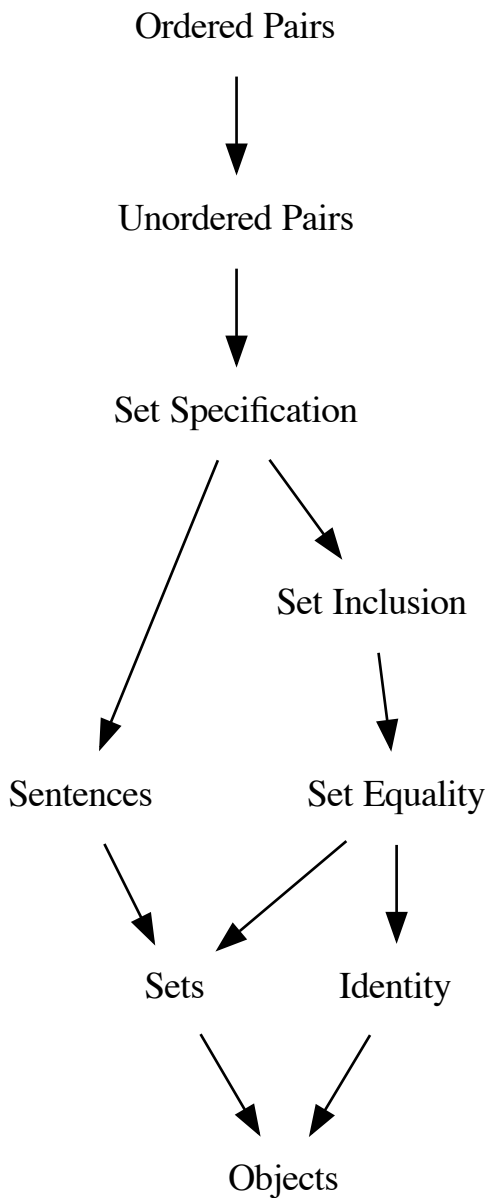 Ordered Pairs
Unordered Pairs
Set Specification
Set Inclusion
Sentences
Set Equality
Sets
Identity
Objects